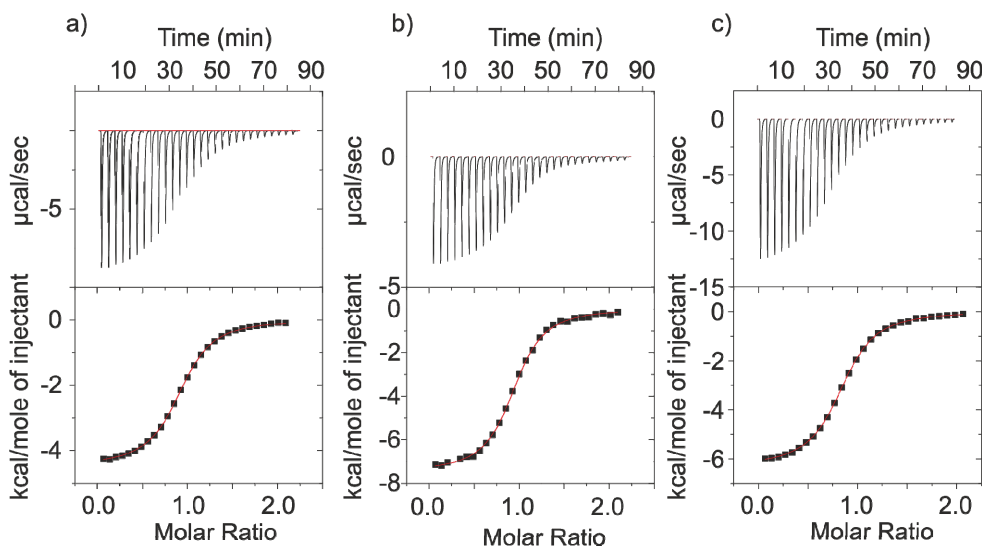 a)
Time (min)
10 30 50 70 90
µcal/sec
-5
kcal/mole of injectant
0
-2
-4
0.0 1.0 2.0
Molar Ratio
b)
Time (min)
10 30 50 70 90
µcal/sec
0
-5
kcal/mole of injectant
0
-2
-4
-6
-8
0.0 1.0 2.0
Molar Ratio
c)
Time (min)
10 30 50 70 90
µcal/sec
0
-5
-10
-15
kcal/mole of injectant
0
-2
-4
-6
0.0 1.0 2.0
Molar Ratio